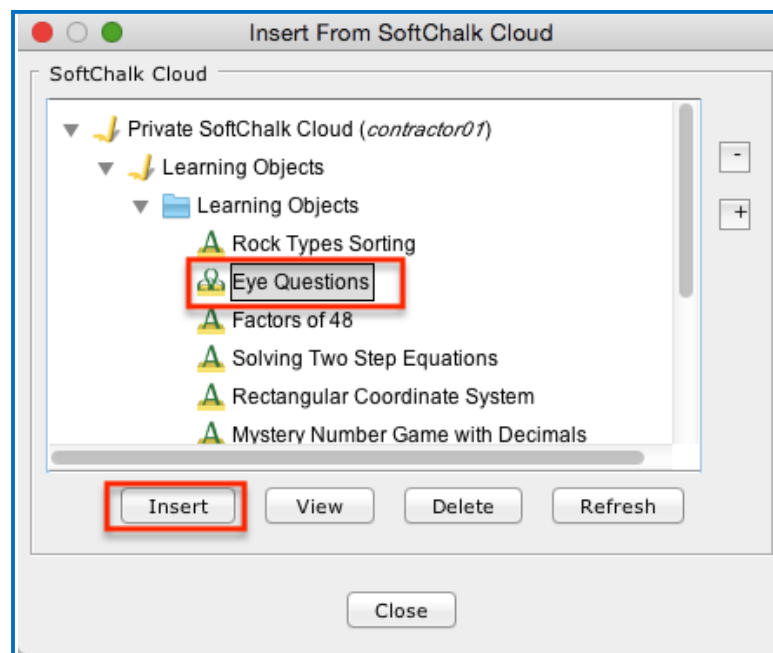 Insert From SoftChalk Cloud
SoftChalk Cloud
Private SoftChalk Cloud (contractor01)
Learning Objects
Learning Objects
Rock Types Sorting
Eye Questions
Factors of 48
Solving Two Step Equations
Rectangular Coordinate System
Mystery Number Game with Decimals
-
+
Insert View Delete Refresh
Close